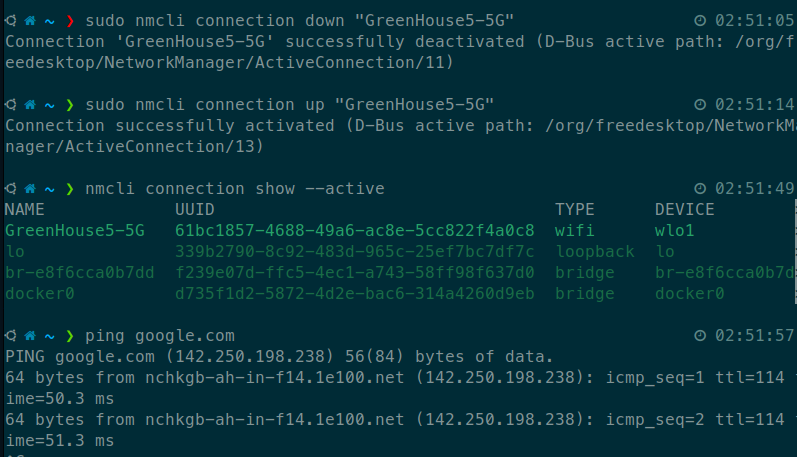 ~ ❯ sudo nmcli connection down "GreenHouse5-5G" 02:51:05
Connection 'GreenHouse5-5G' successfully deactivated (D-Bus active path: /org/f
eedesktop/NetworkManager/ActiveConnection/11)
~ ❯ sudo nmcli connection up "GreenHouse5-5G" 02:51:14
Connection successfully activated (D-Bus active path: /org/freedesktop/NetworkM
nager/ActiveConnection/13)
~ ❯ nmcli connection show --active 02:51:49
NAME UUID TYPE DEVICE
GreenHouse5-5G 61bc1857-4688-49a6-ac8e-5cc822f4a0c8 wifi wlo1
lo 339b2790-8c92-483d-965c-25ef7bc7df7c loopback lo
br-e8f6cca0b7dd f239e07d-ffc5-4ec1-a743-58ff98f637d0 bridge br-e8f6cca0b7d
docker0 d735f1d2-5872-4d2e-bac6-314a4260d9eb bridge docker0
~ ❯ ping google.com 02:51:57
PING google.com (142.250.198.238) 56(84) bytes of data.
64 bytes from nchkgb-ah-in-f14.1e100.net (142.250.198.238): icmp_seq=1 ttl=114
ime=50.3 ms
64 bytes from nchkgb-ah-in-f14.1e100.net (142.250.198.238): icmp_seq=2 ttl=114
ime=51.3 ms